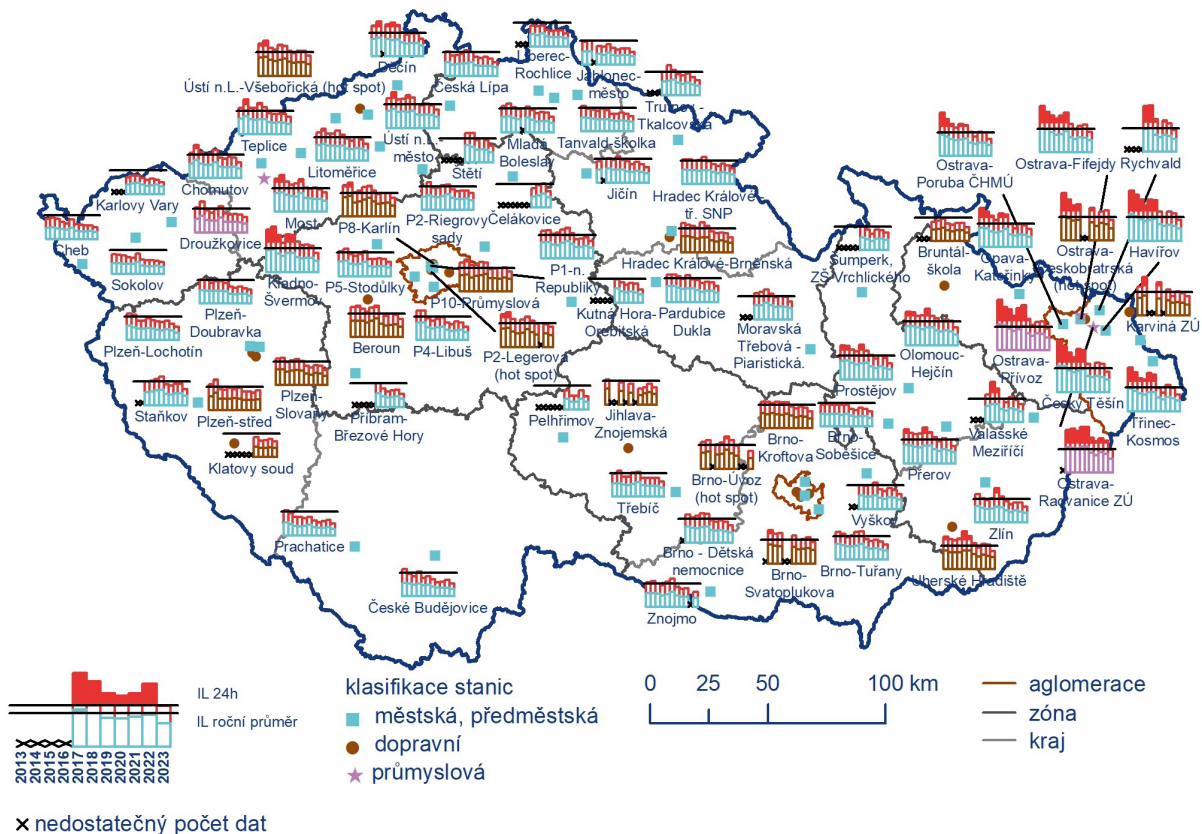 Ústí n.L.-Všebořická (hot spot)
Děčín
Česká Lípa
Liberec-
Rochlice
Jablonec-
město
Trutnov -
Tkalcovská
Teplice
Litoměřice
Ústí n.L.-
město
Štětí
Mladá
Boleslav
Tanvald-školka
Jičín
Hradec Králové
tř. SNP
Ostrava-
Poruba ČHMÚ
Ostrava-Fifejdy
Rychvald
Chomutov
Karlovy Vary
Cheb
Sokolov
Droužkovice
Most
P8-Karlín
P2-Riegrovy
sady
Čelákovice
Kladno-
Švermov
P5-Stodůlky
P10-Průmyslová
P1-n.
Republiky
Hradec Králové-Brněnská
Plzeň-
Doubravka
Plzeň-Lochotín
Beroun
P4-Libuš
P2-Legerova
(hot spot)
Kutná Hora-
Orebitská
Pardubice
Dukla
Moravská
Třebová -
Piaristická.
Šumperk,
ZŠ Vrchlického
Bruntál-
škola
Opava-
Kateřinky
Ostrava-
Českobratrská
(hot spot)
Havířov
Karviná ZÚ
Staňkov
Plzeň-střed
Plzeň-
Slovany
Příbram-
Březové Hory
Klatovy soud
Pelhřimov
Jihlava-
Znojemská
Brno-
Kroftova
Brno-
Soběšice
Prostějov
Olomouc-
Hejčín
Ostrava-
Přívoz
Český Těšín
Třinec-
Kosmos
Valašské
Meziříčí
Přerov
Ostrava-
Radvanice ZÚ
Brno-Úvoz
(hot spot)
Třebíč
Vyškov
Zlín
Prachatice
České Budějovice
Brno - Dětská
nemocnice
Brno-
Svatoplukova
Brno-Tuřany
Uherské Hradiště
Znojmo
IL 24h
IL roční průměr
2013
2014
2015
2016
2017
2018
2019
2020
2021
2022
2023
nedostatečný počet dat
klasifikace stanic
městská, předměstská
dopravní
průmyslová
0 25 50 100 km
aglomerace
zóna
kraj